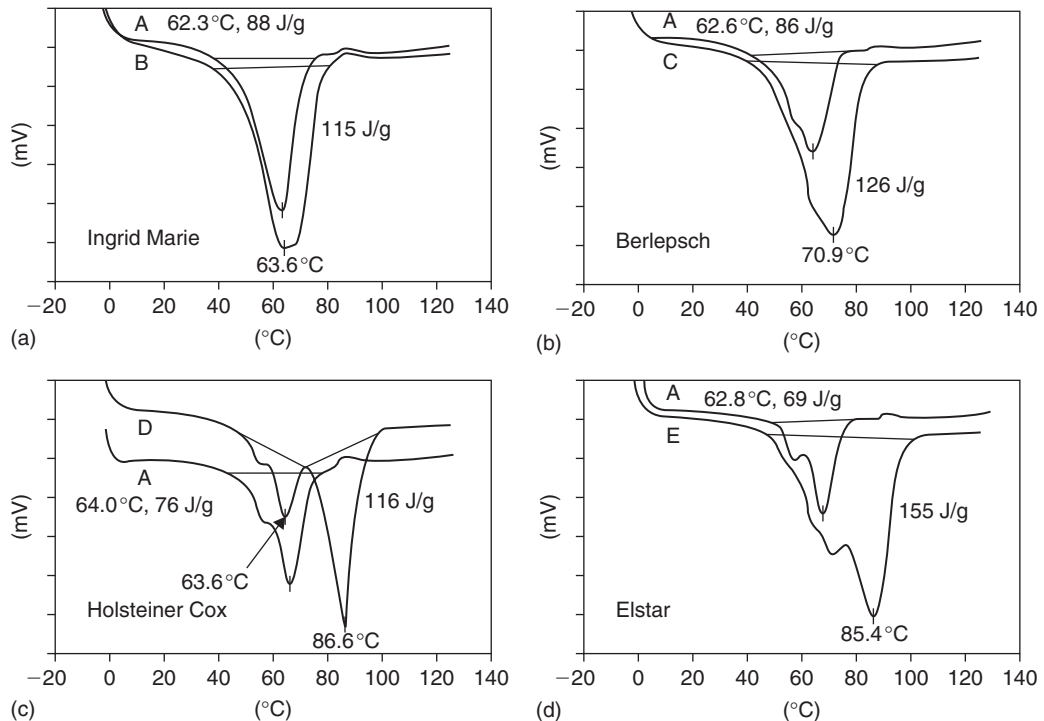 A
62.3°C, 88 J/g
B
115 J/g
(mV)
Ingrid Marie
63.6°C
−20 0 20 40 60 80 100 120 140
(a)
(°C)
A
62.6°C, 86 J/g
C
(mV)
126 J/g
Berlepsch
70.9°C
−20 0 20 40 60 80 100 120 140
(b)
(°C)
D
A
64.0°C, 76 J/g
116 J/g
(mV)
63.6°C
Holsteiner Cox
86.6°C
−20 0 20 40 60 80 100 120 140
(c)
(°C)
A
62.8°C, 69 J/g
E
(mV)
155 J/g
Elstar
85.4°C
−20 0 20 40 60 80 100 120 140
(d)
(°C)